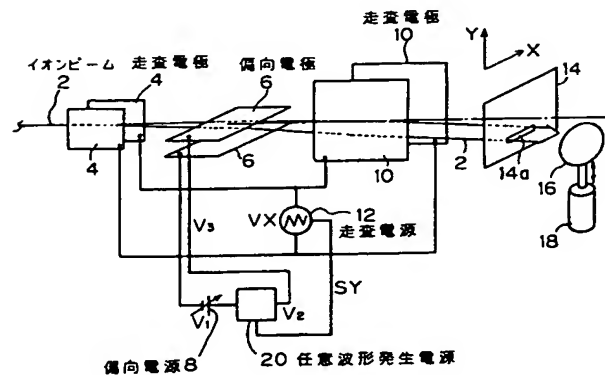 走査電極
10
Y
X
14
イオンビーム
2
走査電極
4
偏向電極
6
4
6
10
2
14a
16
18
VX
12
走査電源
V3
SY
V1
V2
偏向電源8
20 任意波形発生電源